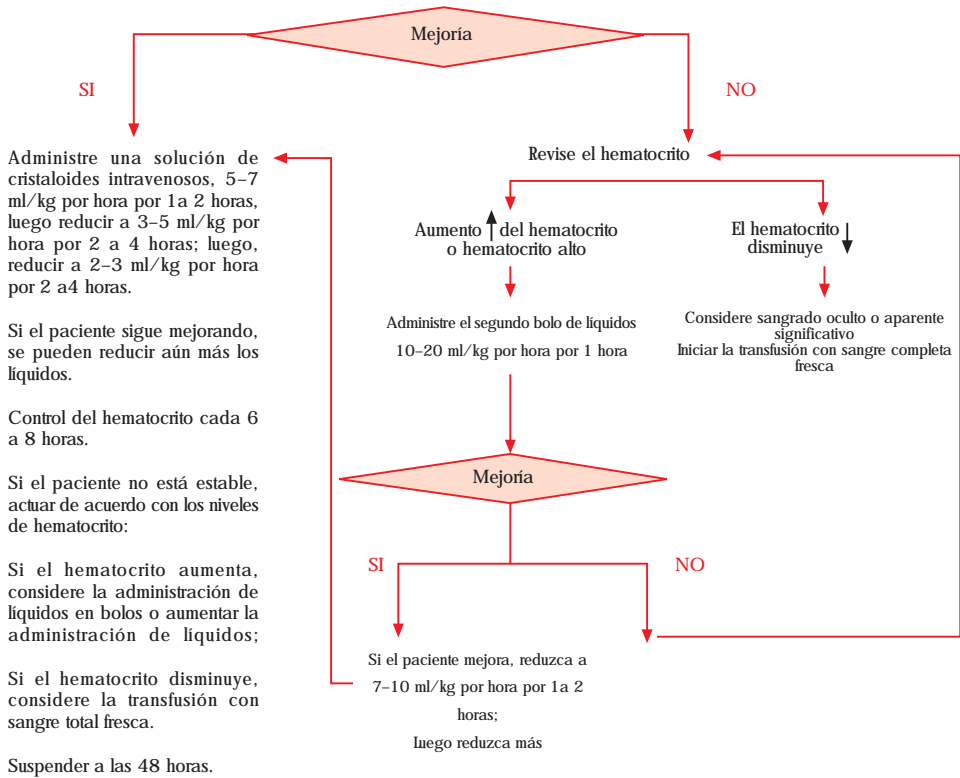 Mejoría
SI
NO
Administre una solución de
cristaloides intravenosos, 5–7
ml/kg por hora por 1a 2 horas,
luego reducir a 3–5 ml/kg por
hora por 2 a 4 horas; luego,
reducir a 2–3 ml/kg por hora
por 2 a4 horas.
Si el paciente sigue mejorando,
se pueden reducir aún más los
líquidos.
Control del hematocrito cada 6
a 8 horas.
Si el paciente no está estable,
actuar de acuerdo con los niveles
de hematocrito:
Si el hematocrito aumenta,
considere la administración de
líquidos en bolos o aumentar la
administración de líquidos;
Si el hematocrito disminuye,
considere la transfusión con
sangre total fresca.
Suspender a las 48 horas.
Revise el hematocrito
Aumento del hematocrito
o hematocrito alto
El hematocrito
disminuye
Administre el segundo bolo de líquidos
10–20 ml/kg por hora por 1 hora
Considere sangrado oculto o aparente
significativo
Iniciar la transfusión con sangre completa
fresca
Mejoría
SI
NO
Si el paciente mejora, reduzca a
7–10 ml/kg por hora por 1a 2
horas;
Luego reduzca más